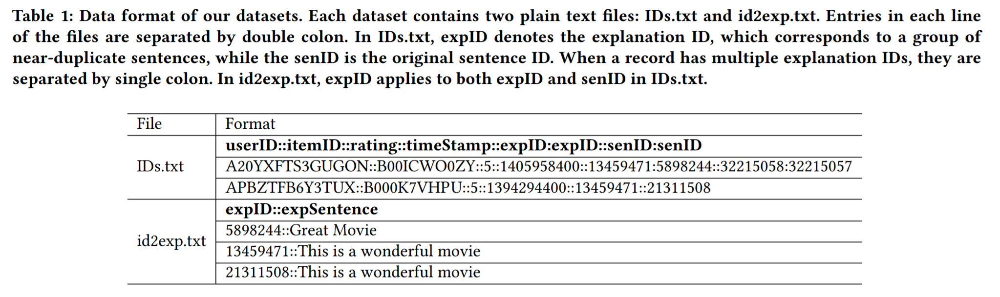 Table 1: Data format of our datasets. Each dataset contains two plain text files: IDs.txt and id2exp.txt. Entries in each line
of the files are separated by double colon. In IDs.txt, expID denotes the explanation ID, which corresponds to a group of
near-duplicate sentences, while the senID is the original sentence ID. When a record has multiple explanation IDs, they are
separated by single colon. In id2exp.txt, expID applies to both expID and senID in IDs.txt.
File Format
IDs.txt
userID::itemID::rating::timeStamp::expID:expID::senID:senID
A20YXFTS3GUGON::B00ICWO0ZY::5::1405958400::13459471:5898244::32215058:32215057
APBZTFB6Y3TUX::B000K7VHPU::5::1394294400::13459471::21311508
id2exp.txt
expID::expSentence
5898244::Great Movie
13459471::This is a wonderful movie
21311508::This is a wonderful movie